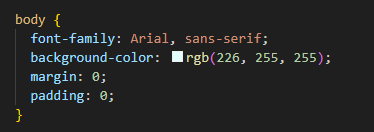 body {
  font-family: Arial, sans-serif;
  background-color: rgb(226, 255, 255);
  margin: 0;
  padding: 0;
}